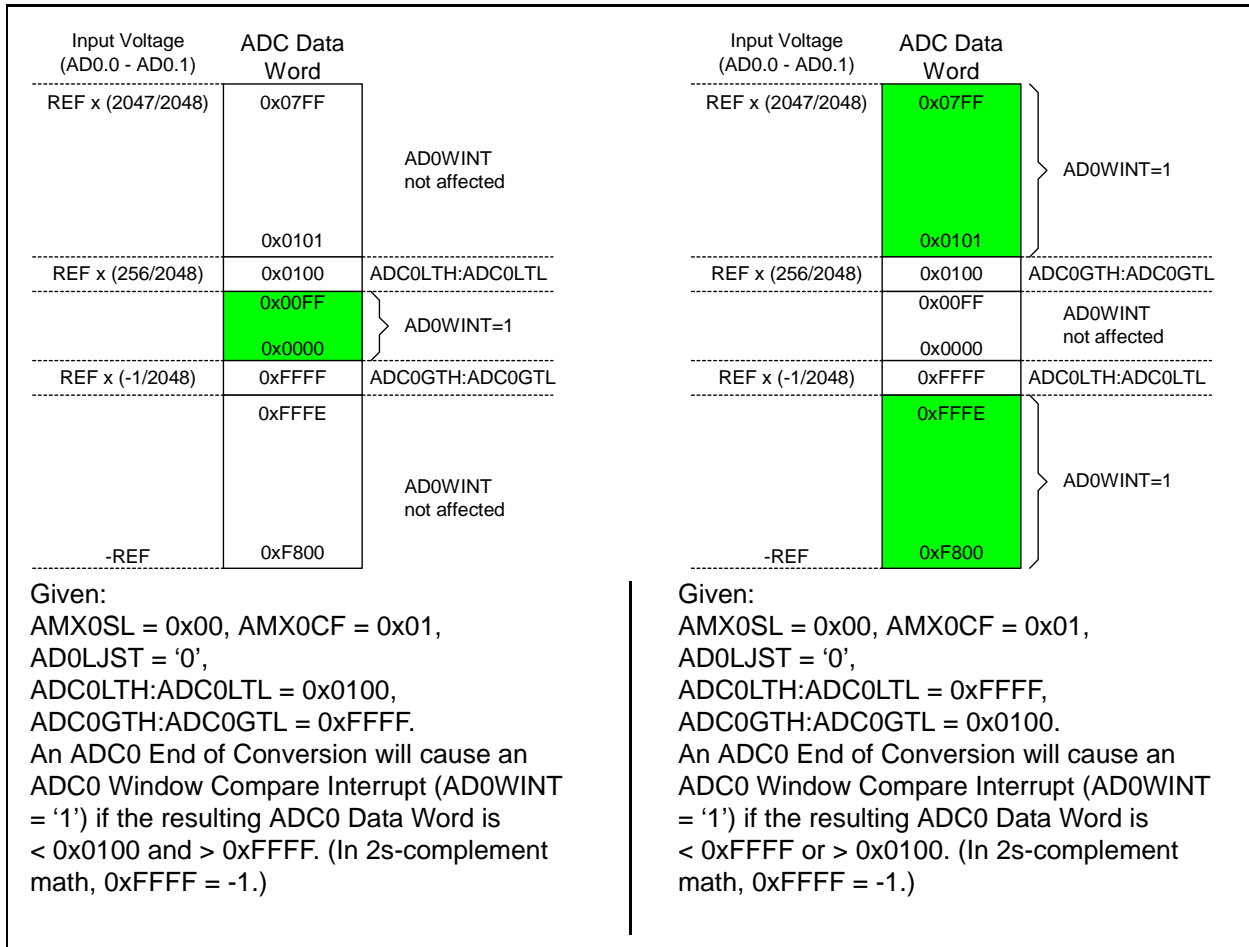 Input Voltage
(AD0.0 - AD0.1)
ADC Data
Word
REF x (2047/2048)
0x07FF
AD0WINT
not affected
0x0101
REF x (256/2048)
0x0100
ADC0LTH:ADC0LTL
0x00FF
AD0WINT=1
0x0000
REF x (-1/2048)
0xFFFF
ADC0GTH:ADC0GTL
0xFFFE
AD0WINT
not affected
-REF
0xF800
Given:
AMX0SL = 0x00, AMX0CF = 0x01,
AD0LJST = ‘0’,
ADC0LTH:ADC0LTL = 0x0100,
ADC0GTH:ADC0GTL = 0xFFFF.
An ADC0 End of Conversion will cause an
ADC0 Window Compare Interrupt (AD0WINT
= ‘1’) if the resulting ADC0 Data Word is
< 0x0100 and > 0xFFFF. (In 2s-complement
math, 0xFFFF = -1.)
Input Voltage
(AD0.0 - AD0.1)
ADC Data
Word
REF x (2047/2048)
0x07FF
AD0WINT=1
0x0101
REF x (256/2048)
0x0100
ADC0GTH:ADC0GTL
0x00FF
AD0WINT
not affected
0x0000
REF x (-1/2048)
0xFFFF
ADC0LTH:ADC0LTL
0xFFFE
AD0WINT=1
-REF
0xF800
Given:
AMX0SL = 0x00, AMX0CF = 0x01,
AD0LJST = ‘0’,
ADC0LTH:ADC0LTL = 0xFFFF,
ADC0GTH:ADC0GTL = 0x0100.
An ADC0 End of Conversion will cause an
ADC0 Window Compare Interrupt (AD0WINT
= ‘1’) if the resulting ADC0 Data Word is
< 0xFFFF or > 0x0100. (In 2s-complement
math, 0xFFFF = -1.)